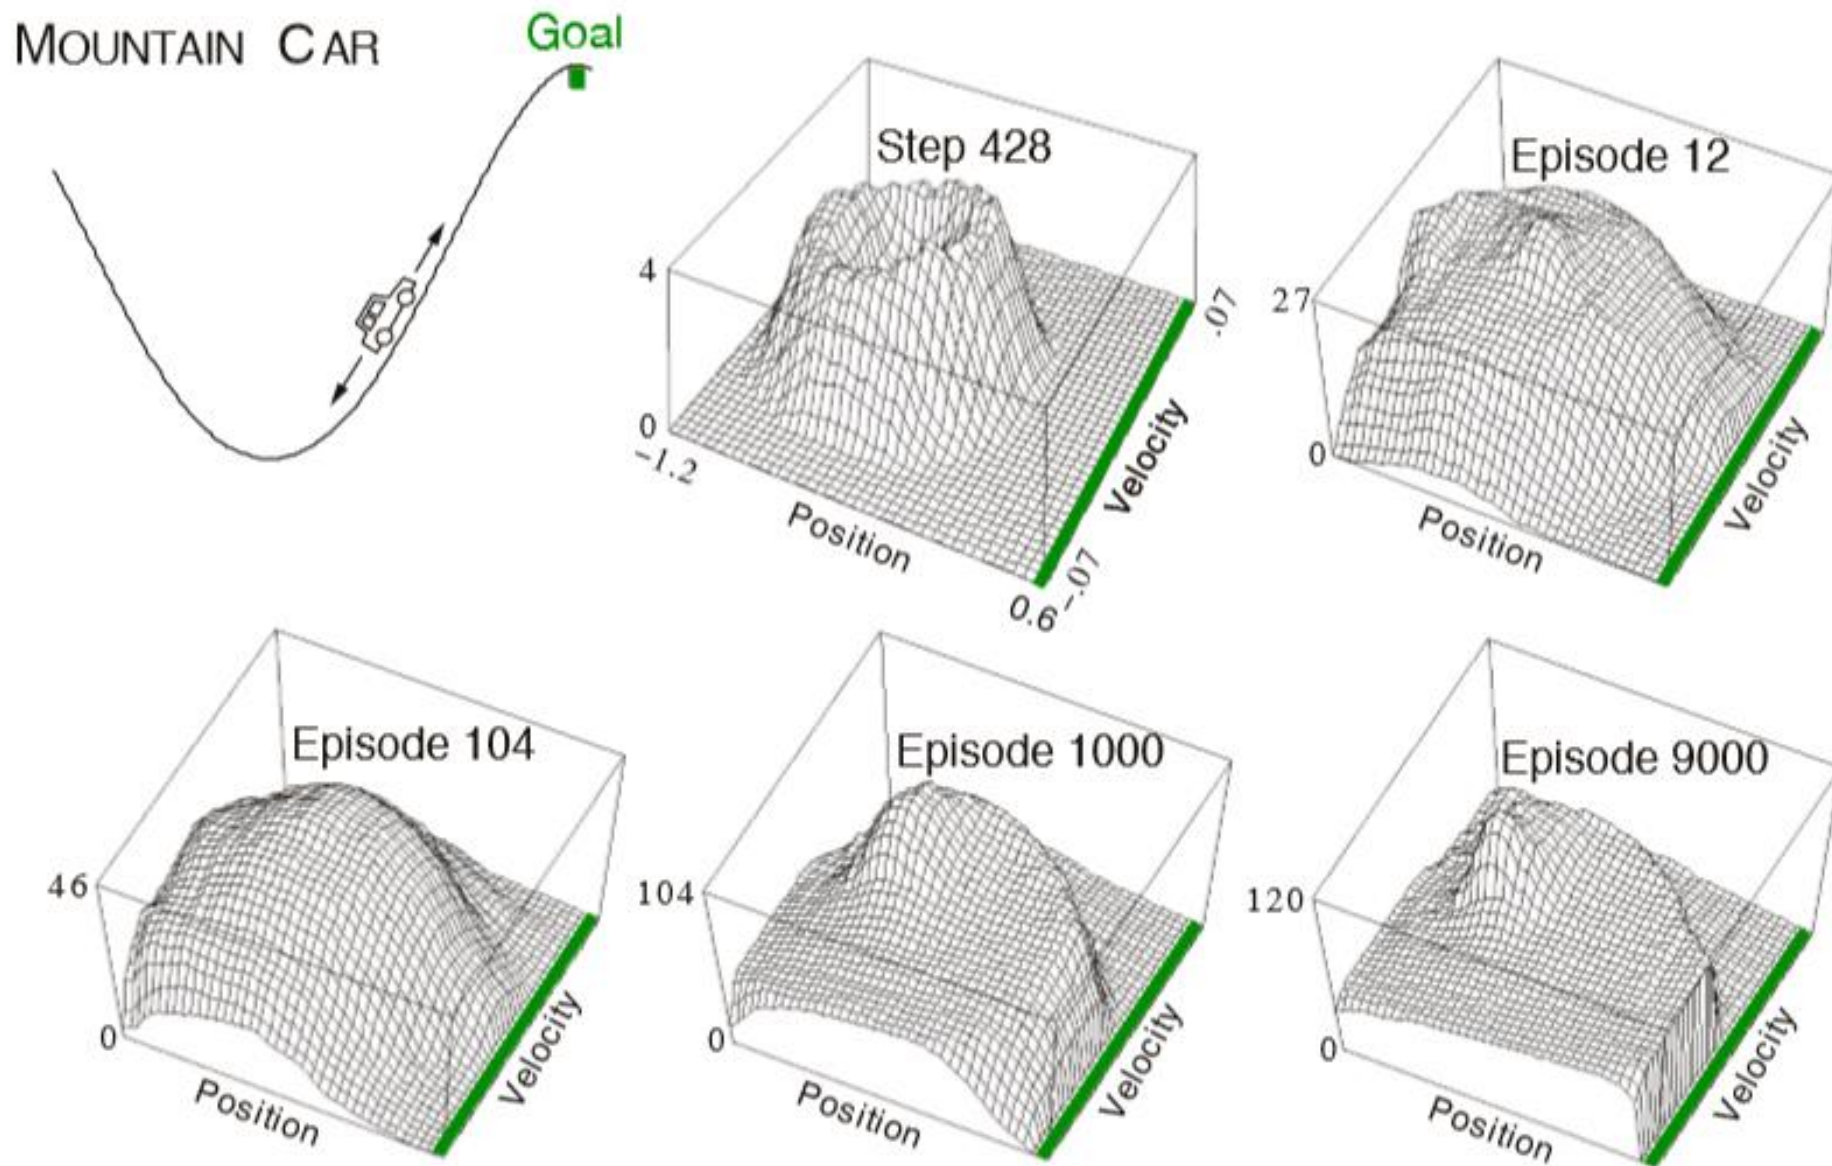 MOUNTAIN CAR
Goal
Step 428
4
0
-1.2
Position
0.6
-.07
Velocity
.07
Episode 12
27
0
Position
Velocity
Episode 104
46
0
Position
Velocity
Episode 1000
104
0
Position
Velocity
Episode 9000
120
0
Position
Velocity